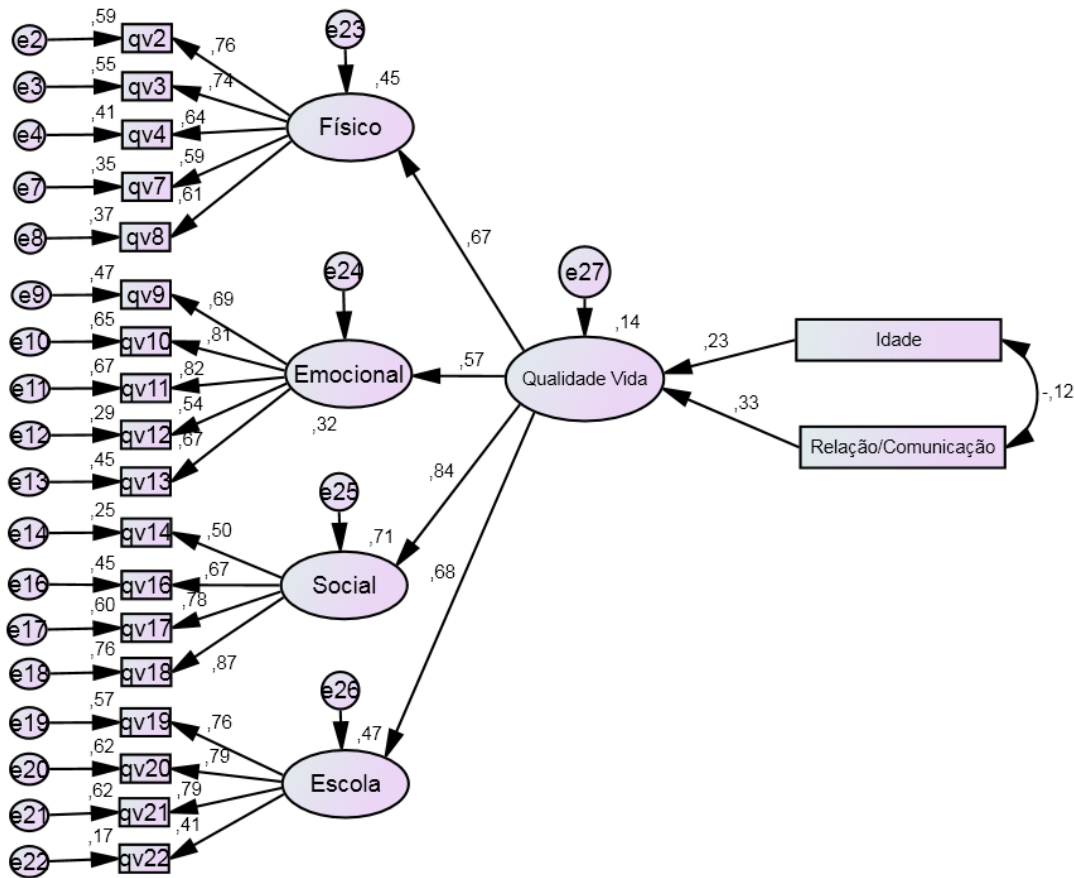 e23
,59
e2
qv2
,76
,45
,55
e3
qv3
,74
Físico
,41
e4
qv4
,64
,35
e7
qv7
,59
,37
e8
qv8
,61
,67
e24
e27
,47
e9
qv9
,69
,14
,65
e10
qv10
,81
,23
Idade
,67
e11
qv11
,82
Emocional
,57
Qualidade Vida
-,12
,29
e12
qv12
,54
,32
,33
Relação/Comunicação
,45
e13
qv13
,67
,84
e25
,25
e14
qv14
,50
,71
,68
,45
e16
qv16
,67
Social
,60
e17
qv17
,78
,76
e18
qv18
,87
e26
,57
e19
qv19
,76
,47
,62
e20
qv20
,79
Escola
,62
e21
qv21
,79
,17
e22
qv22
,41